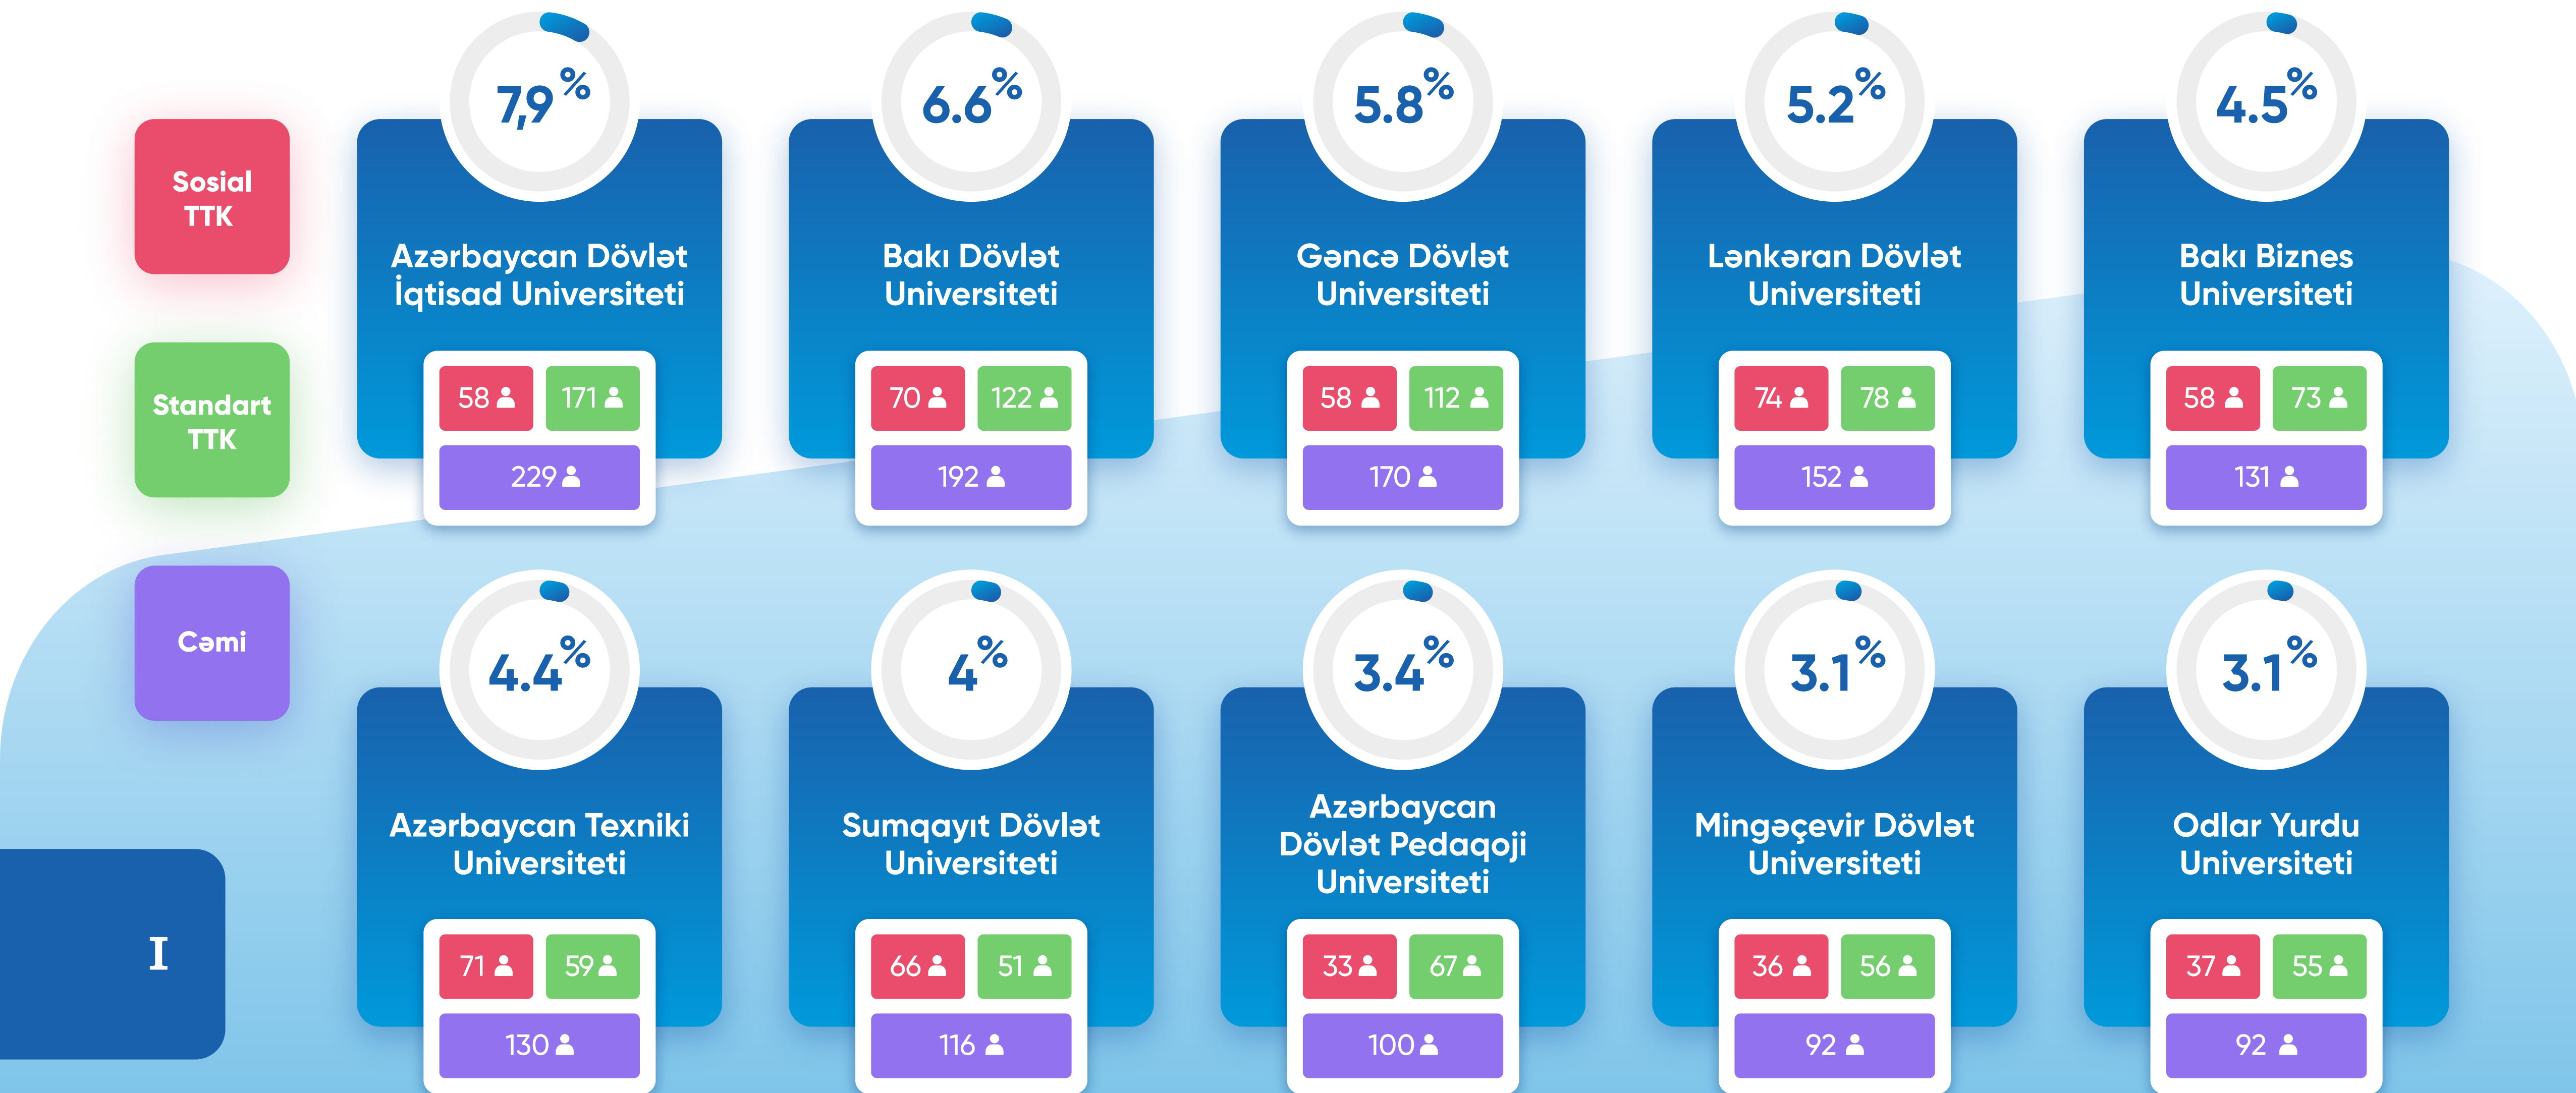 Sosial
TTK
Standart
TTK
Cəmi
I
7,9%
Azərbaycan Dövlət
İqtisad Universiteti
58 171
229
6.6%
Bakı Dövlət
Universiteti
70 122
192
5.8%
Gəncə Dövlət
Universiteti
58 112
170
5.2%
Lənkəran Dövlət
Universiteti
74 78
152
4.5%
Bakı Biznes
Universiteti
58 73
131
4.4%
Azərbaycan Texniki
Universiteti
71 59
130
4%
Sumqayıt Dövlət
Universiteti
66 51
116
3.4%
Azərbaycan
Dövlət Pedaqoji
Universiteti
33 67
100
3.1%
Mingəçevir Dövlət
Universiteti
36 56
92
3.1%
Odlar Yurdu
Universiteti
37 55
92